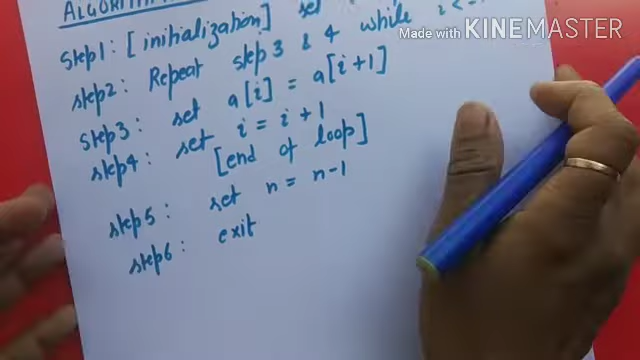 ALGORITHM
step1: [initialization] set
step2: Repeat step 3 & 4 while i <=
step3: set a[i] = a[i+1]
step4: set i = i + 1
[end of loop]
step5: set n = n-1
step6: exit
Made with KINEMASTER